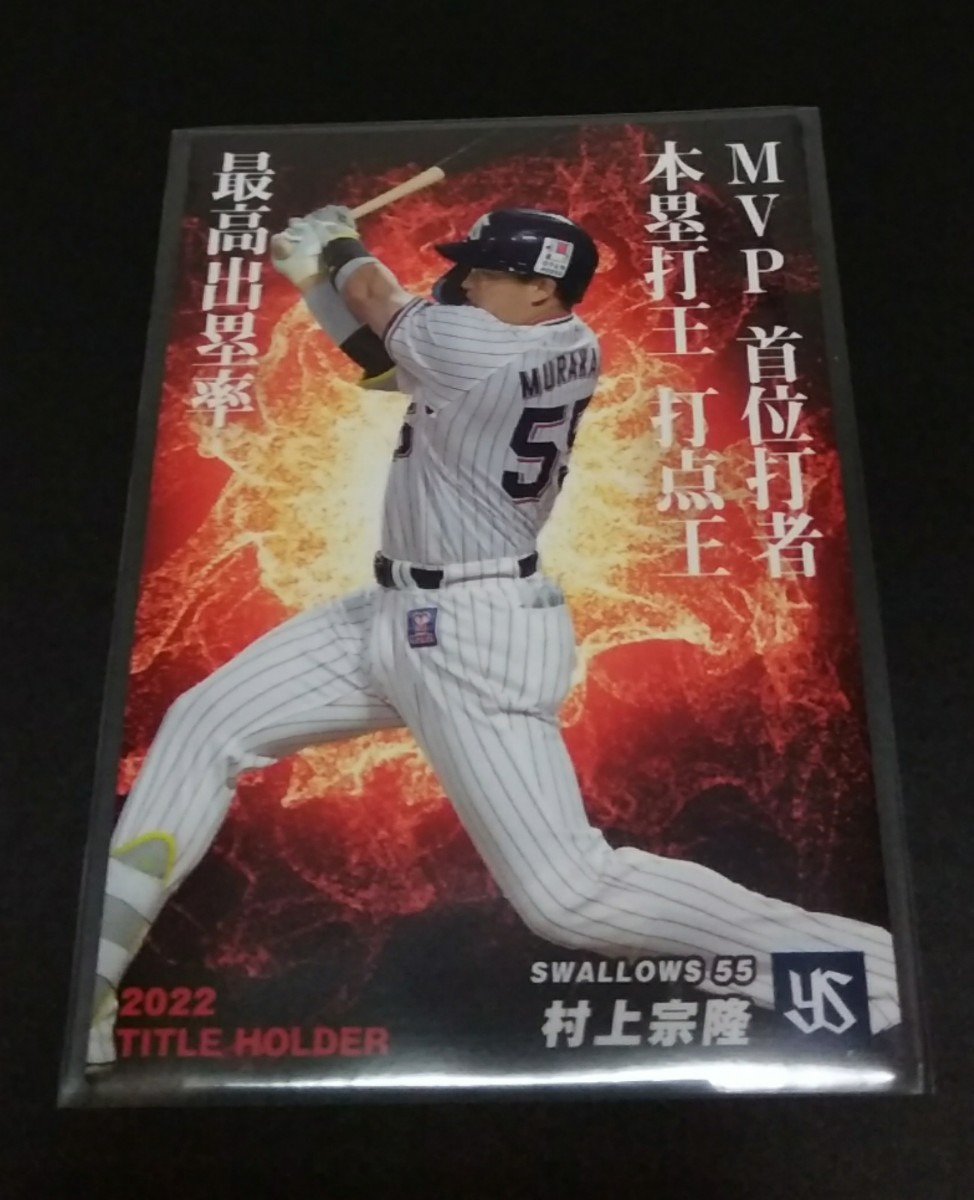 MVP 首位打者
本塁打王 打点王
最高出塁率
MURAKA
55
2022
TITLE HOLDER
SWALLOWS 55
村上宗隆
YS